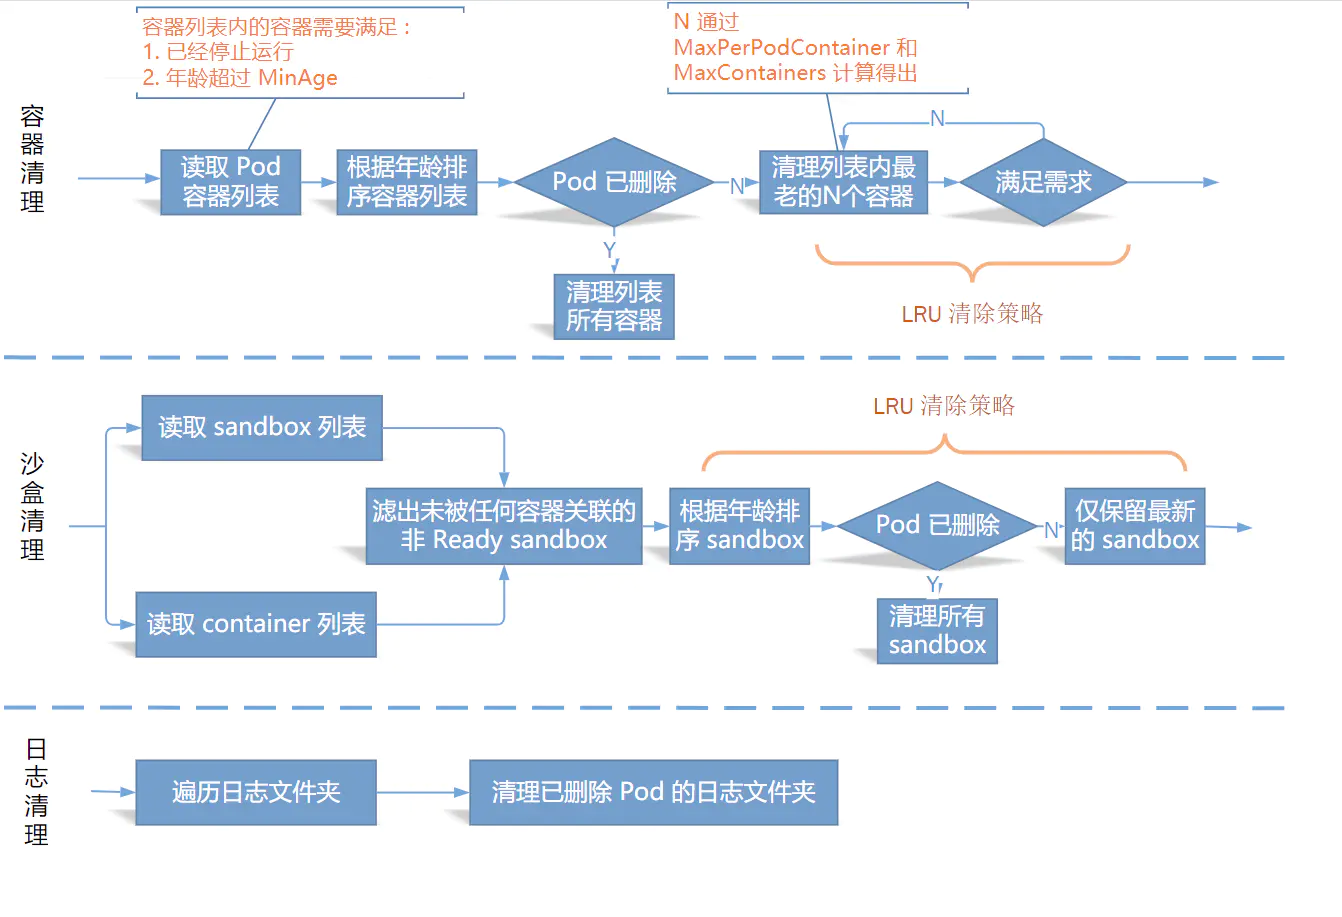 容器列表内的容器需要满足：
1. 已经停止运行
2. 年龄超过 MinAge
N 通过
MaxPerPodContainer 和
MaxContainers 计算得出
容器清理
读取 Pod
容器列表
根据年龄排
序容器列表
Pod 已删除
N
清理列表内最
老的N个容器
满足需求
N
Y
清理列表
所有容器
LRU 清除策略
沙盒清理
读取 sandbox 列表
读取 container 列表
滤出未被任何容器关联的
非 Ready sandbox
LRU 清除策略
根据年龄排
序 sandbox
Pod 已删除
N
仅保留最新
的 sandbox
Y
清理所有
sandbox
日志清理
遍历日志文件夹
清理已删除 Pod 的日志文件夹